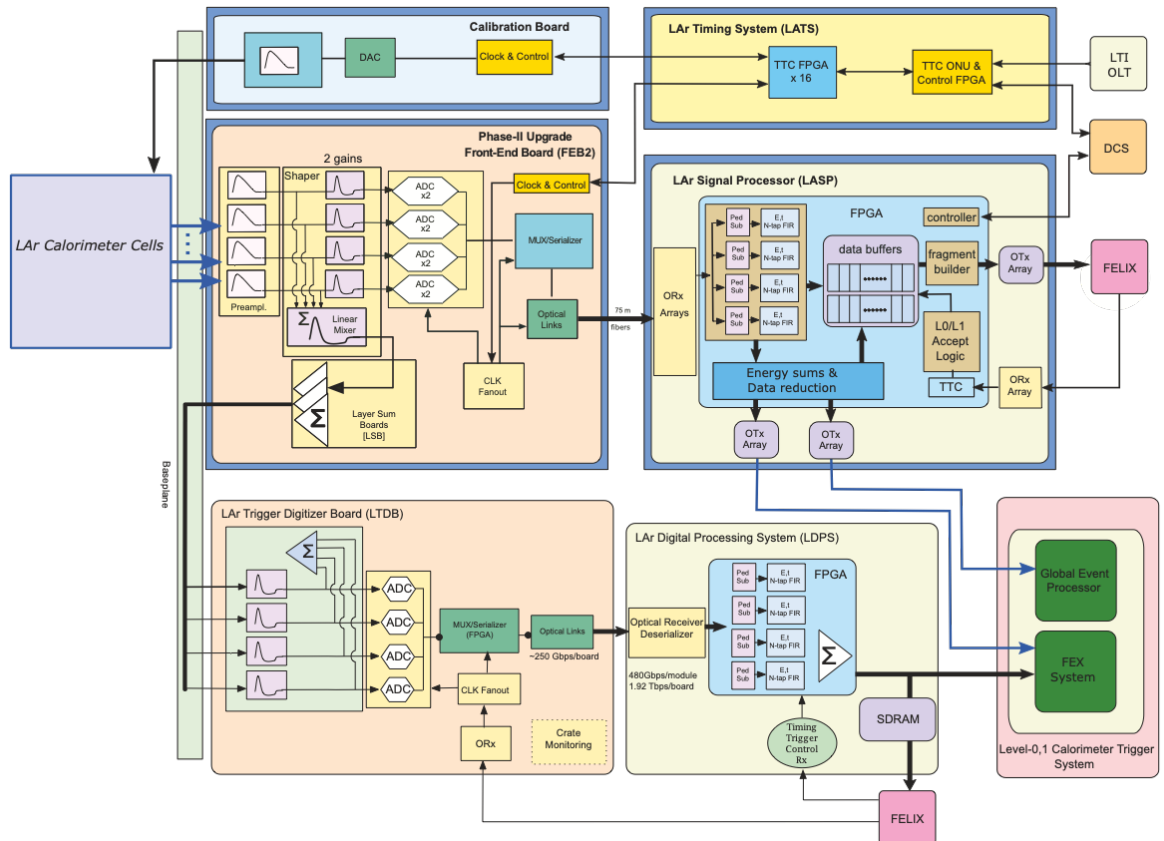 Calibration Board
DAC
Clock & Control
LAr Timing System (LATS)
TTC FPGA
x 16
TTC ONU &
Control FPGA
LTI
OLT
DCS
Phase-II Upgrade
Front-End Board (FEB2)
2 gains
Shaper
ADC
x2
ADC
x2
ADC
x2
ADC
x2
Clock & Control
MUX/Serializer
Optical
Links
75 m
fibers
Preampl.
Σ
Linear
Mixer
CLK
Fanout
Σ
Layer Sum
Boards
[LSB]
LAr Calorimeter Cells
Baseplane
LAr Signal Processor (LASP)
FPGA
ORx
Arrays
Ped
Sub
E,t
N-tap FIR
Ped
Sub
E,t
N-tap FIR
Ped
Sub
E,t
N-tap FIR
Ped
Sub
E,t
N-tap FIR
data buffers
controller
fragment
builder
OTx
Array
FELIX
L0/L1
Accept
Logic
TTC
ORx
Array
Energy sums &
Data reduction
OTx
Array
OTx
Array
LAr Trigger Digitizer Board (LTDB)
Σ
ADC
ADC
ADC
ADC
MUX/Serializer
(FPGA)
Optical Links
~250 Gbps/board
CLK Fanout
ORx
Crate
Monitoring
LAr Digital Processing System (LDPS)
FPGA
Optical Receiver
Deserializer
480Gbps/module
1.92 Tbps/board
Ped
Sub
E,t
N-tap FIR
Ped
Sub
E,t
N-tap FIR
Ped
Sub
E,t
N-tap FIR
Ped
Sub
E,t
N-tap FIR
Σ
Timing
Trigger
Control
Rx
SDRAM
FELIX
Global Event
Processor
FEX
System
Level-0,1 Calorimeter Trigger
System